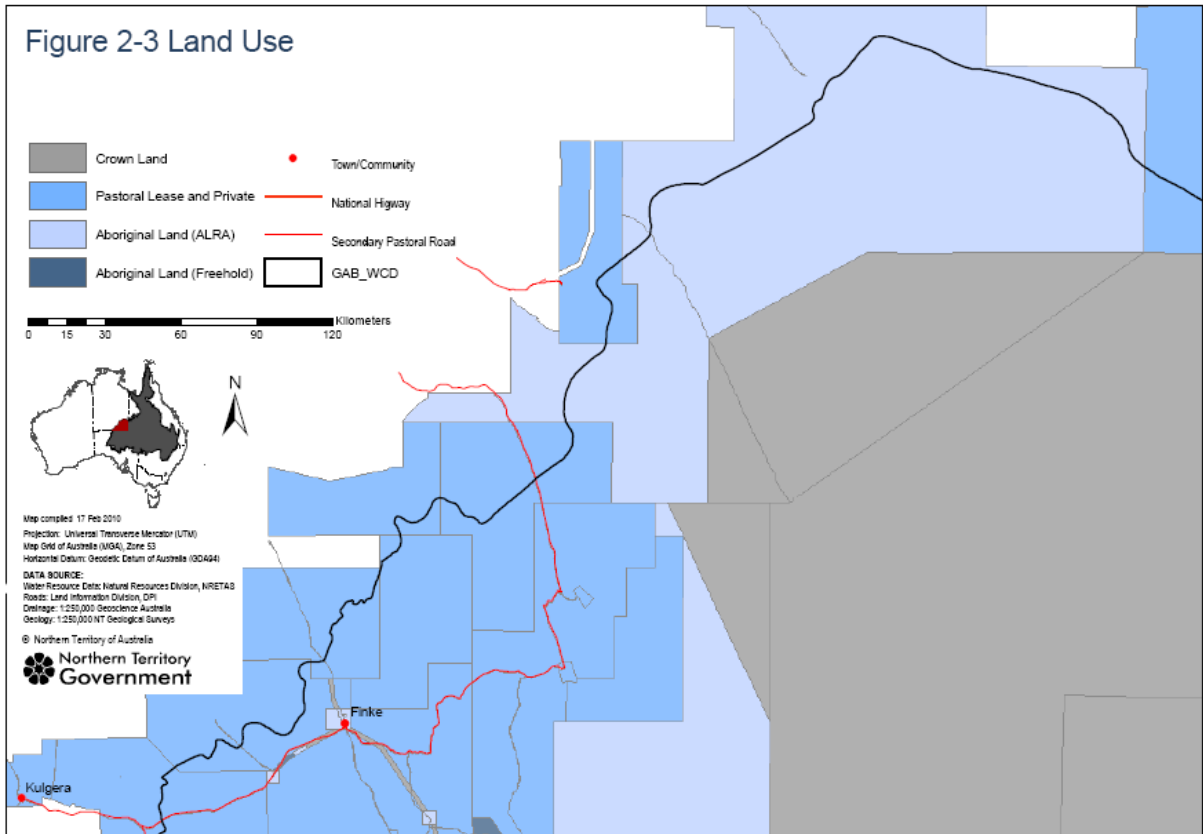 Figure 2-3 Land Use
Crown Land
Pastoral Lease and Private
Aboriginal Land (ALRA)
Aboriginal Land (Freehold)
Town/Community
National Higway
Secondary Pastoral Road
GAB_WCD
Kilometers
0 15 30 60 90 120
N
Map compiled 17 Feb 2010
Projection: Universal Transverse Mercator (UTM)
Map Grid of Australia (MGA), Zone 53
Horizontal Datum: Geodetic Datum of Australia (GDA94)
DATA SOURCE:
Water Resource Data: Natural Resources Division, NRETAS
Roads: Land Information Division, DPI
Drainage: 1:250,000 Geoscience Australia
Geology: 1:250,000 NT Geological Surveys
© Northern Territory of Australia
Northern Territory
Government
Finke
Kulgera